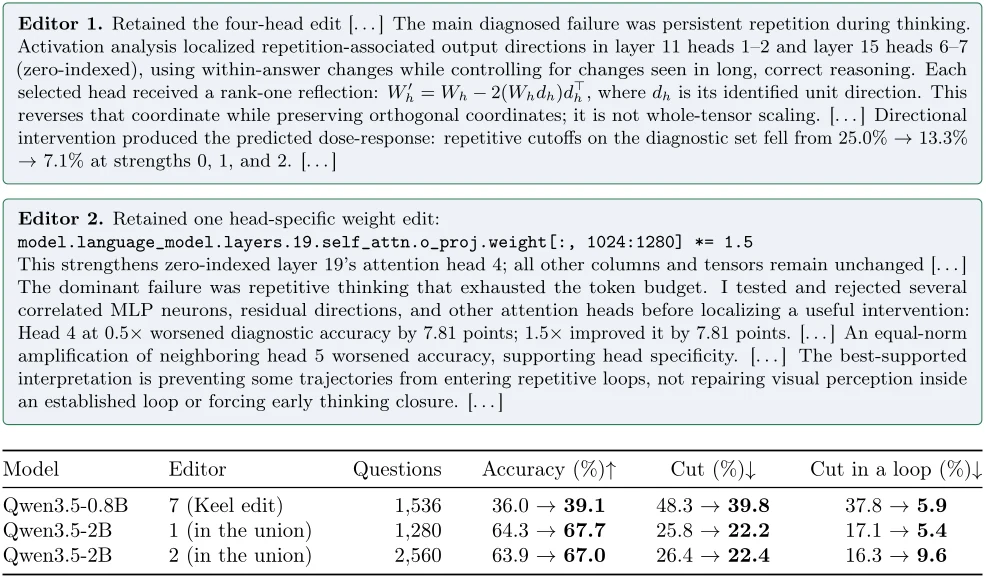 Editor 1. Retained the four-head edit [...] The main diagnosed failure was persistent repetition during thinking.
Activation analysis localized repetition-associated output directions in layer 11 heads 1–2 and layer 15 heads 6–7
(zero-indexed), using within-answer changes while controlling for changes seen in long, correct reasoning. Each
selected head received a rank-one reflection: W′_h = W_h − 2(W_h d_h)d_h^⊤, where d_h is its identified unit direction. This
reverses that coordinate while preserving orthogonal coordinates; it is not whole-tensor scaling. [...] Directional
intervention produced the predicted dose-response: repetitive cutoffs on the diagnostic set fell from 25.0% → 13.3%
→ 7.1% at strengths 0, 1, and 2. [...]
Editor 2. Retained one head-specific weight edit:
model.language_model.layers.19.self_attn.o_proj.weight[:, 1024:1280] *= 1.5
This strengthens zero-indexed layer 19's attention head 4; all other columns and tensors remain unchanged [...]
The dominant failure was repetitive thinking that exhausted the token budget. I tested and rejected several
correlated MLP neurons, residual directions, and other attention heads before localizing a useful intervention:
Head 4 at 0.5× worsened diagnostic accuracy by 7.81 points; 1.5× improved it by 7.81 points. [...] An equal-norm
amplification of neighboring head 5 worsened accuracy, supporting head specificity. [...] The best-supported
interpretation is preventing some trajectories from entering repetitive loops, not repairing visual perception inside
an established loop or forcing early thinking closure. [...]
Model Editor Questions Accuracy (%)↑ Cut (%)↓ Cut in a loop (%)↓
Qwen3.5-0.8B 7 (Keel edit) 1,536 36.0 → 39.1 48.3 → 39.8 37.8 → 5.9
Qwen3.5-2B 1 (in the union) 1,280 64.3 → 67.7 25.8 → 22.2 17.1 → 5.4
Qwen3.5-2B 2 (in the union) 2,560 63.9 → 67.0 26.4 → 22.4 16.3 → 9.6